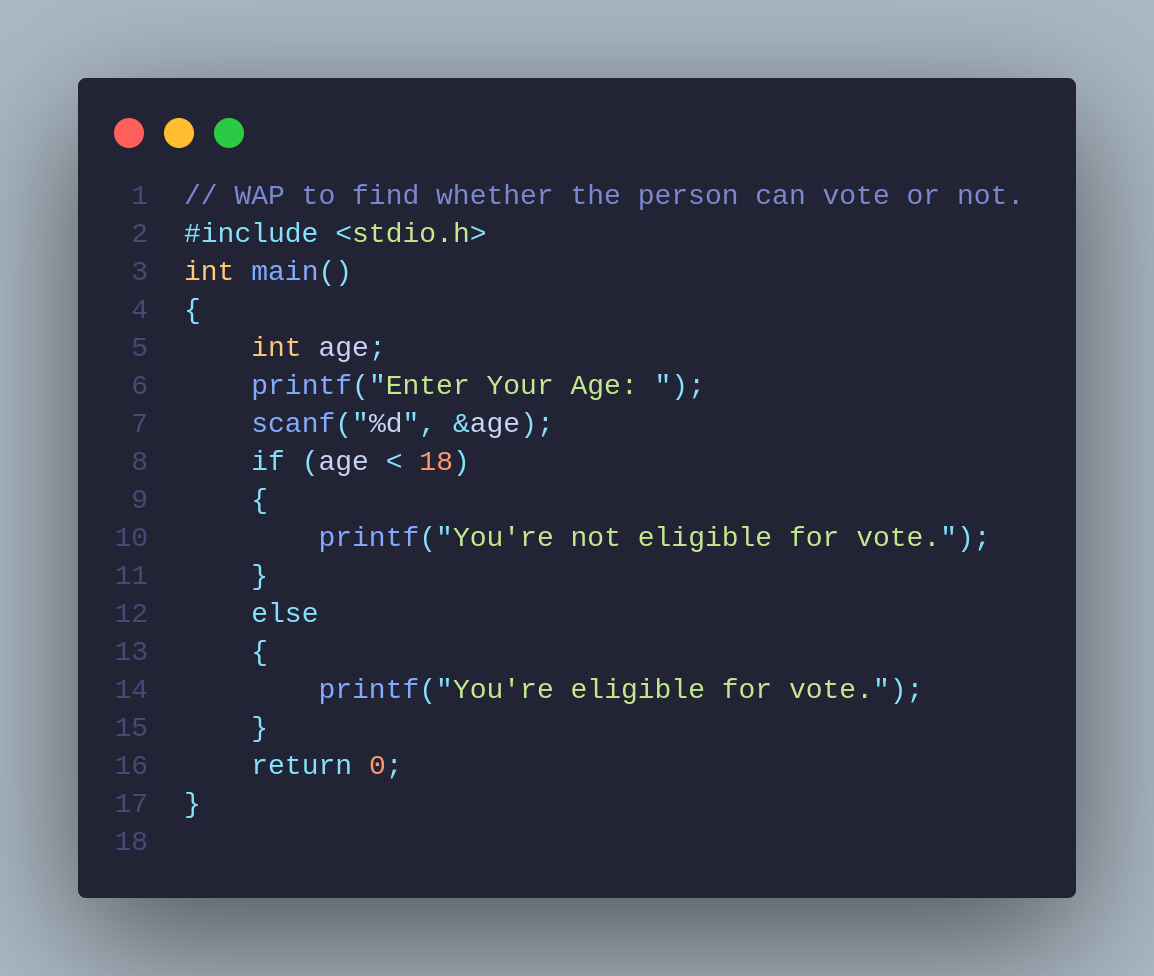 1 // WAP to find whether the person can vote or not.
2 #include <stdio.h>
3 int main()
4 {
5     int age;
6     printf("Enter Your Age: ");
7     scanf("%d", &age);
8     if (age < 18)
9     {
10         printf("You're not eligible for vote.");
11     }
12     else
13     {
14         printf("You're eligible for vote.");
15     }
16     return 0;
17 }
18